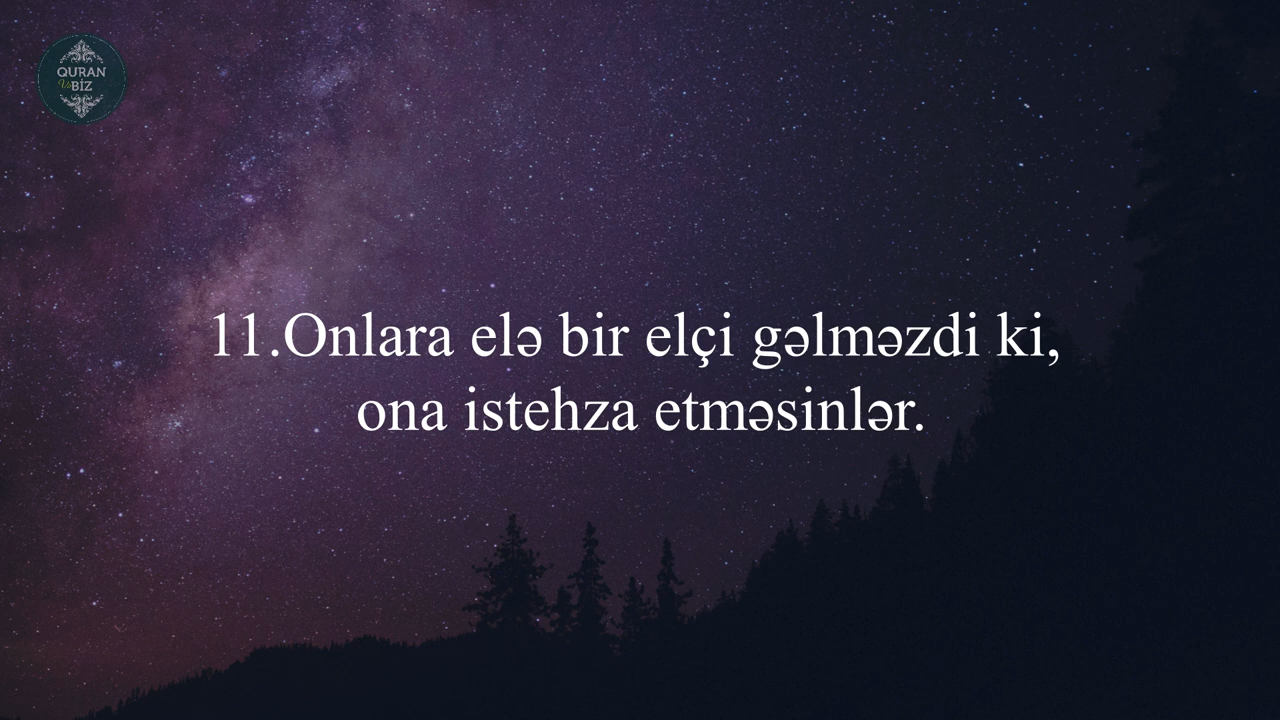 QURAN
Və BİZ
11.Onlara elə bir elçi gəlməzdi ki,
ona istehza etməsinlər.